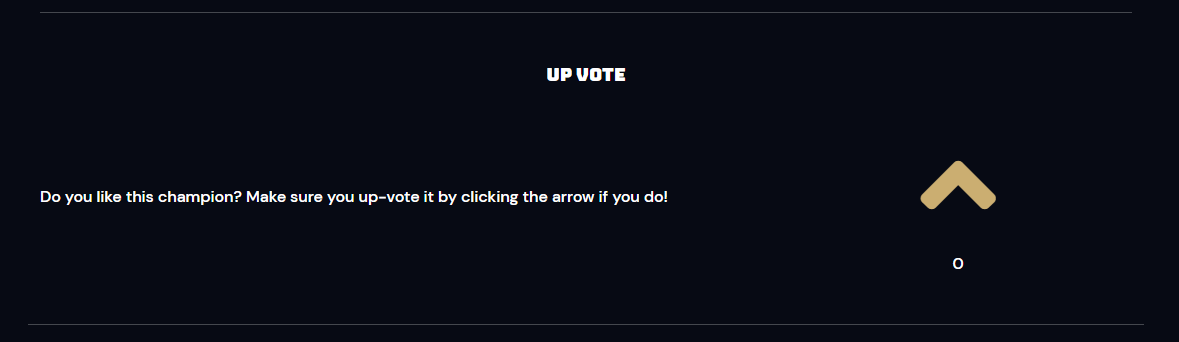 UP VOTE
Do you like this champion? Make sure you up-vote it by clicking the arrow if you do!
0